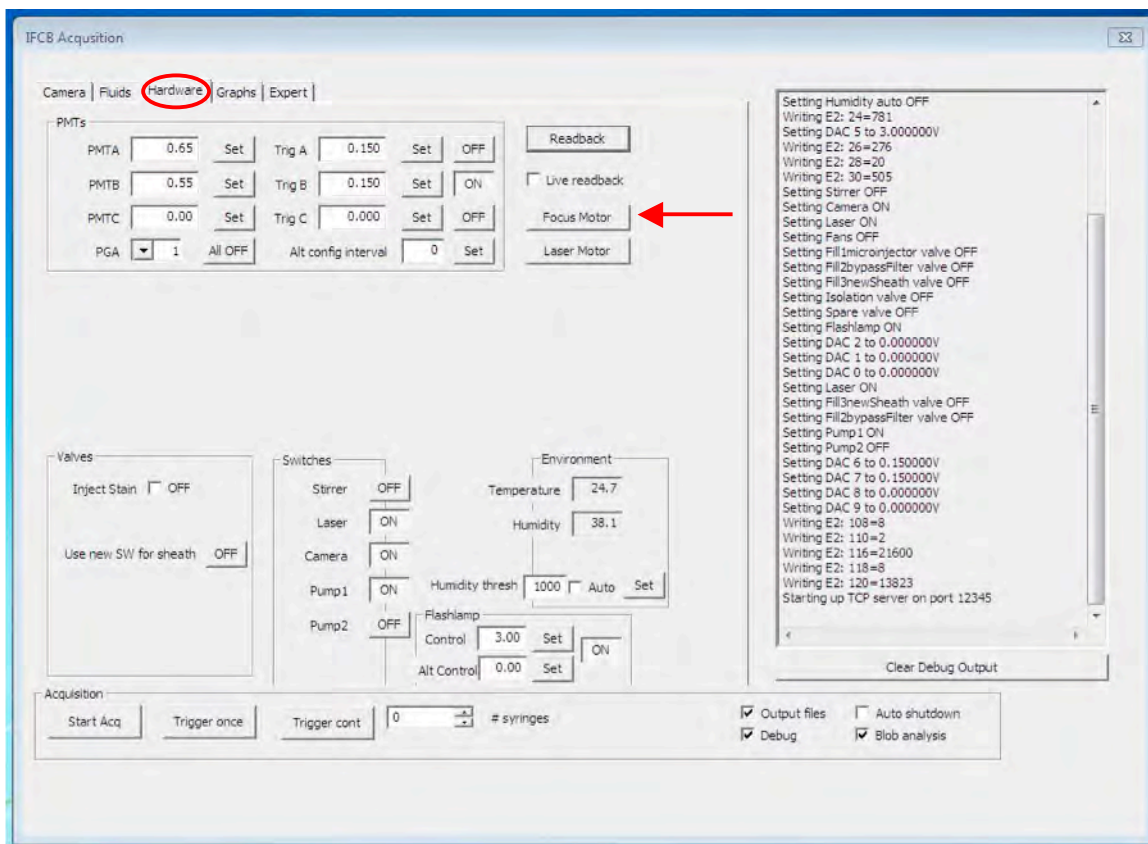 IFCB Acqusition
Camera Fluids Hardware Graphs Expert
PMTs
PMTA 0.65 Set Trig A 0.150 Set OFF
PMTB 0.55 Set Trig B 0.150 Set ON
PMTC 0.00 Set Trig C 0.000 Set OFF
PGA 1 All OFF Alt config interval 0 Set
Readback
Live readback
Focus Motor
Laser Motor
Valves
Inject Stain OFF
Use new SW for sheath OFF
Switches
Stirrer OFF
Laser ON
Camera ON
Pump1 ON
Pump2 OFF
Environment
Temperature 24.7
Humidity 38.1
Humidity thresh 1000 Auto Set
Flashlamp
Control 3.00 Set
ON
Alt Control 0.00 Set
Acquisition
Start Acq Trigger once Trigger cont 0 # syringes
Output files Auto shutdown
Debug Blob analysis
Setting Humidity auto OFF
Writing E2: 24=781
Setting DAC 5 to 3.000000V
Writing E2: 26=276
Writing E2: 28=20
Writing E2: 30=505
Setting Stirrer OFF
Setting Camera ON
Setting Laser ON
Setting Fans OFF
Setting Fill1microinjector valve OFF
Setting Fill2bypassFilter valve OFF
Setting Fill3newSheath valve OFF
Setting Isolation valve OFF
Setting Spare valve OFF
Setting Flashlamp ON
Setting DAC 2 to 0.000000V
Setting DAC 1 to 0.000000V
Setting DAC 0 to 0.000000V
Setting Laser ON
Setting Fill3newSheath valve OFF
Setting Fill2bypassFilter valve OFF
Setting Pump1 ON
Setting Pump2 OFF
Setting DAC 6 to 0.150000V
Setting DAC 7 to 0.150000V
Setting DAC 8 to 0.000000V
Setting DAC 9 to 0.000000V
Writing E2: 108=8
Writing E2: 110=2
Writing E2: 116=21600
Writing E2: 118=8
Writing E2: 120=13823
Starting up TCP server on port 12345
Clear Debug Output